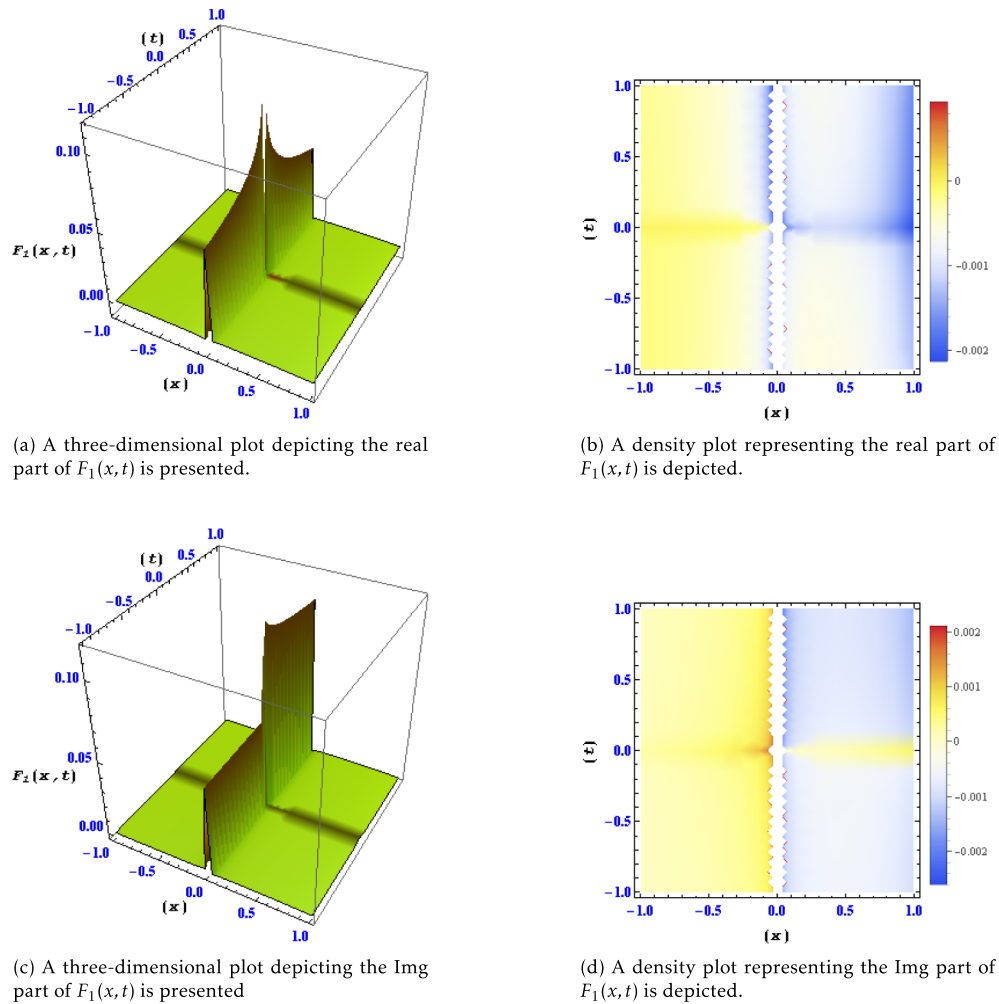 1.0
(t)
0.5
0.0
-0.5
-1.0
0.10
0.05
F1(x,t)
0.00
-1.0
-0.5
0.0
(x)
0.5
1.0
1.0
0.5
(t)
0.0
-0.5
-1.0
-1.0 -0.5 0.0 0.5 1.0
(x)
0
-0.001
-0.002
(a) A three-dimensional plot depicting the real
part of F1(x,t) is presented.
(b) A density plot representing the real part of
F1(x,t) is depicted.
1.0
(t)
0.5
0.0
-0.5
-1.0
0.10
0.05
F1(x,t)
0.00
-1.0
-0.5
0.0
(x)
0.5
1.0
1.0
0.5
(t)
0.0
-0.5
-1.0
-1.0 -0.5 0.0 0.5 1.0
(x)
0.002
0.001
0
-0.001
-0.002
(c) A three-dimensional plot depicting the Img
part of F1(x,t) is presented
(d) A density plot representing the Img part of
F1(x,t) is depicted.